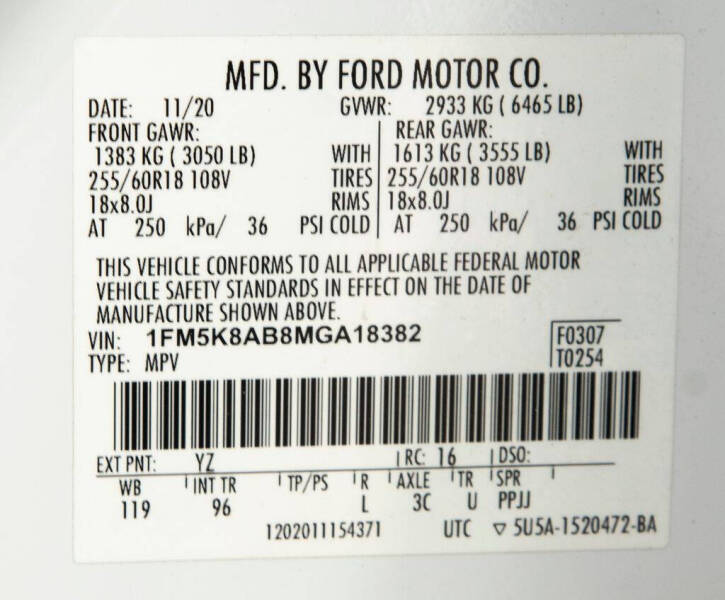 MFD. BY FORD MOTOR CO.
DATE: 11/20 GVWR: 2933 KG ( 6465 LB)
FRONT GAWR: REAR GAWR:
1383 KG ( 3050 LB) WITH 1613 KG ( 3555 LB) WITH
255/60R18 108V TIRES 255/60R18 108V TIRES
18x8.0J RIMS 18x8.0J RIMS
AT 250 kPa/ 36 PSI COLD AT 250 kPa/ 36 PSI COLD
THIS VEHICLE CONFORMS TO ALL APPLICABLE FEDERAL MOTOR
VEHICLE SAFETY STANDARDS IN EFFECT ON THE DATE OF
MANUFACTURE SHOWN ABOVE.
VIN: 1FM5K8AB8MGA18382 F0307
TYPE: MPV T0254
EXT PNT: YZ RC: 16 DSO:
WB INT TR TP/PS R AXLE TR SPR
119 96 L 3C U PPJJ
1202011154371 UTC ▽ 5U5A-1520472-BA